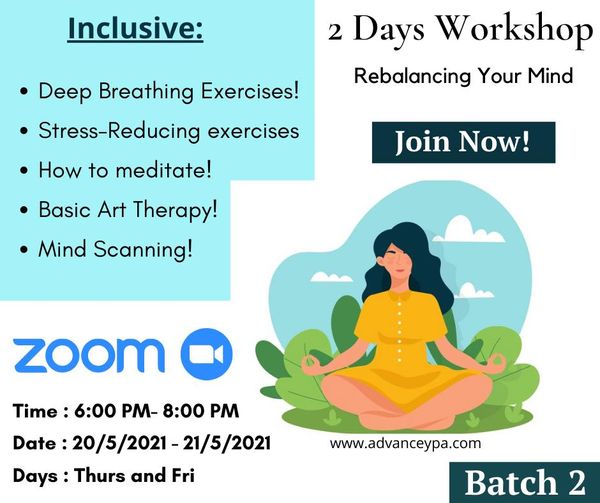 Inclusive:
• Deep Breathing Exercises!
• Stress-Reducing exercises
• How to meditate!
• Basic Art Therapy!
• Mind Scanning!
2 Days Workshop
Rebalancing Your Mind
Join Now!
zoom
Time : 6:00 PM- 8:00 PM
Date : 20/5/2021 - 21/5/2021
Days : Thurs and Fri
www.advanceypa.com
Batch 2